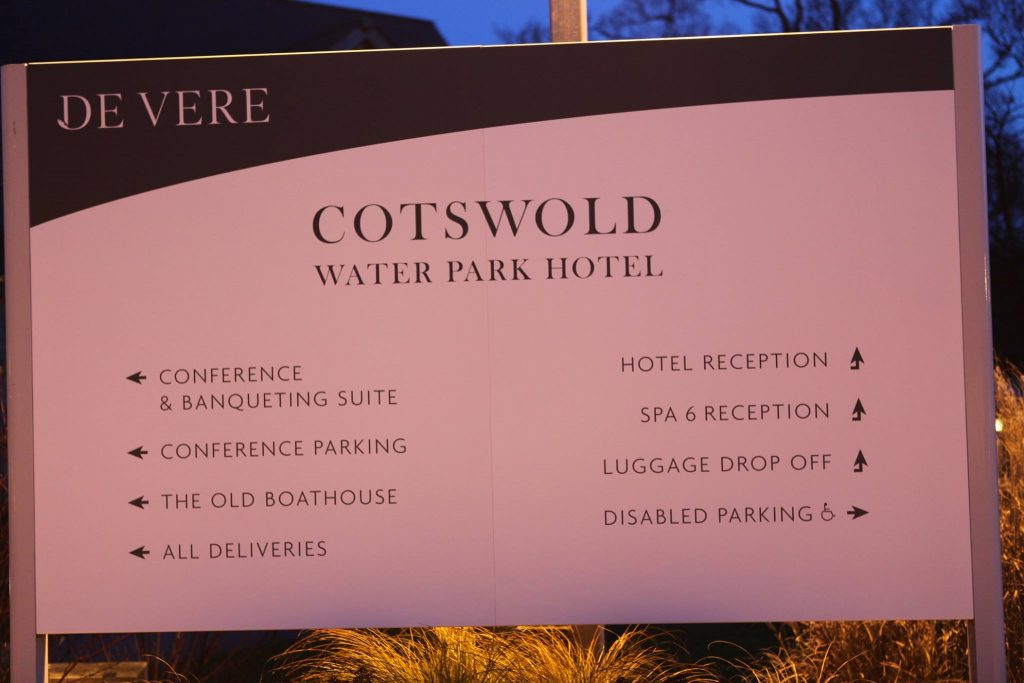 DE VERE
COTSWOLD
WATER PARK HOTEL
CONFERENCE
& BANQUETING SUITE
CONFERENCE PARKING
THE OLD BOATHOUSE
ALL DELIVERIES
HOTEL RECEPTION
SPA 6 RECEPTION
LUGGAGE DROP OFF
DISABLED PARKING